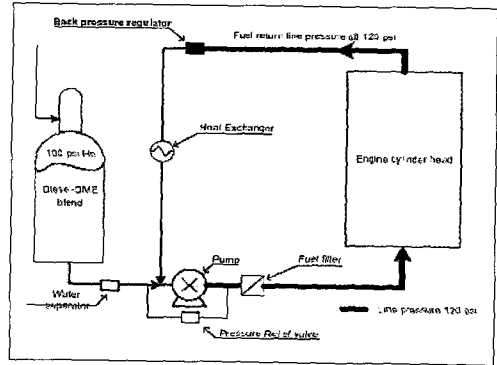 Back pressure regulator
Fuel return line pressure @ 120 psi
Heat Exchanger
100 psi He
Diesel-DME
blend
Engine cylinder head
Pump
Fuel filter
Water
separator
Pressure Relief valve
Line pressure 120 psi